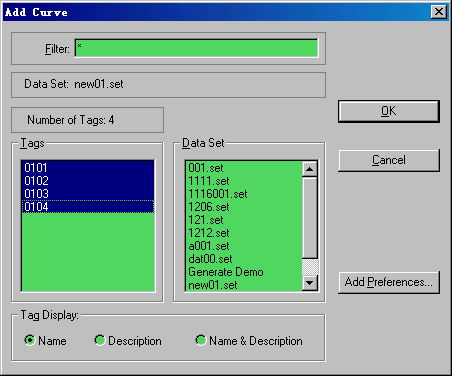 Add Curve
Filter: *
Data Set: new01.set
Number of Tags: 4
OK
Tags
0101
0102
0103
0104
Data Set
001.set
1111.set
1116001.set
1206.set
121.set
1212.set
a001.set
dat00.set
Generate Demo
new01.set
Cancel
Add Preferences...
Tag Display:
Name Description Name & Description